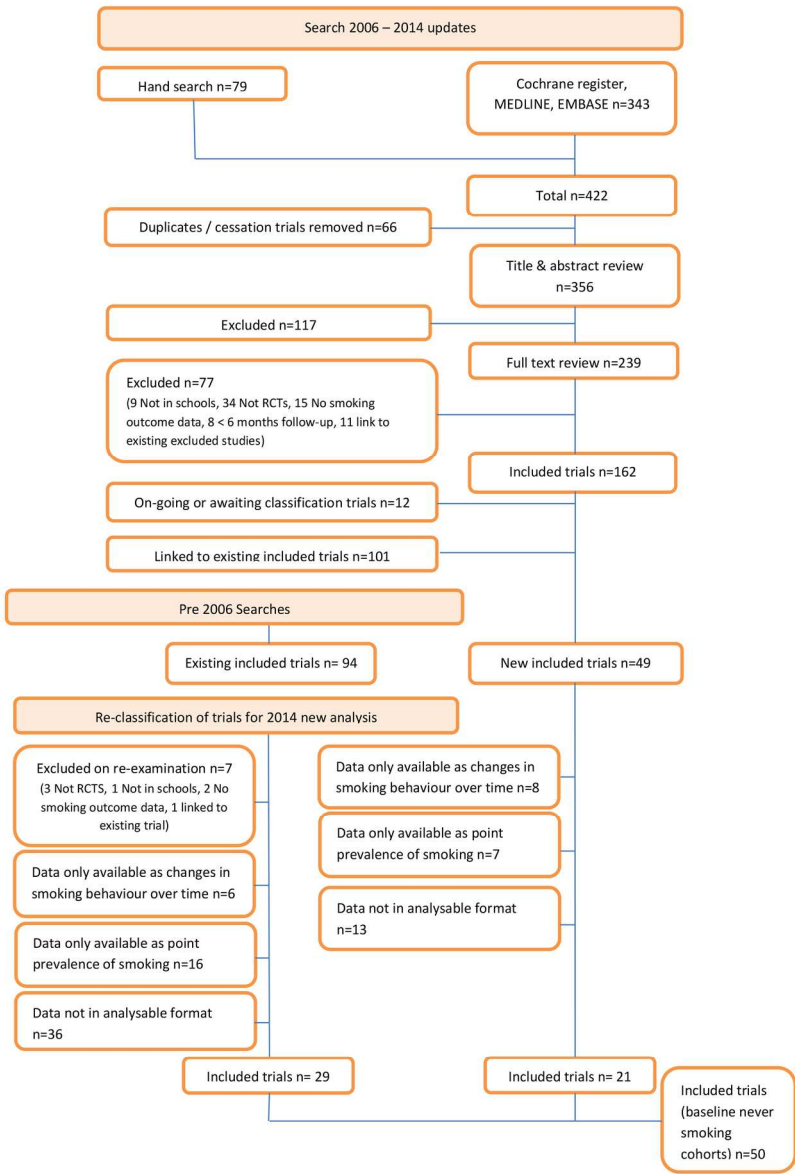 Search 2006 – 2014 updates
Hand search n=79
Cochrane register,
MEDLINE, EMBASE n=343
Total n=422
Duplicates / cessation trials removed n=66
Title & abstract review
n=356
Excluded n=117
Full text review n=239
Excluded n=77
(9 Not in schools, 34 Not RCTs, 15 No smoking
outcome data, 8 < 6 months follow-up, 11 link to
existing excluded studies)
Included trials n=162
On-going or awaiting classification trials n=12
Linked to existing included trials n=101
Pre 2006 Searches
Existing included trials n= 94
New included trials n=49
Re-classification of trials for 2014 new analysis
Excluded on re-examination n=7
(3 Not RCTS, 1 Not in schools, 2 No
smoking outcome data, 1 linked to
existing trial)
Data only available as changes
in smoking behaviour over
time n=6
Data only available as point
prevalence of smoking n=16
Data not in analysable format
n=36
Data only available as changes in
smoking behaviour over time n=8
Data only available as point
prevalence of smoking n=7
Data not in analysable format
n=13
Included trials n= 29
Included trials n= 21
Included trials
(baseline never
smoking
cohorts) n=50